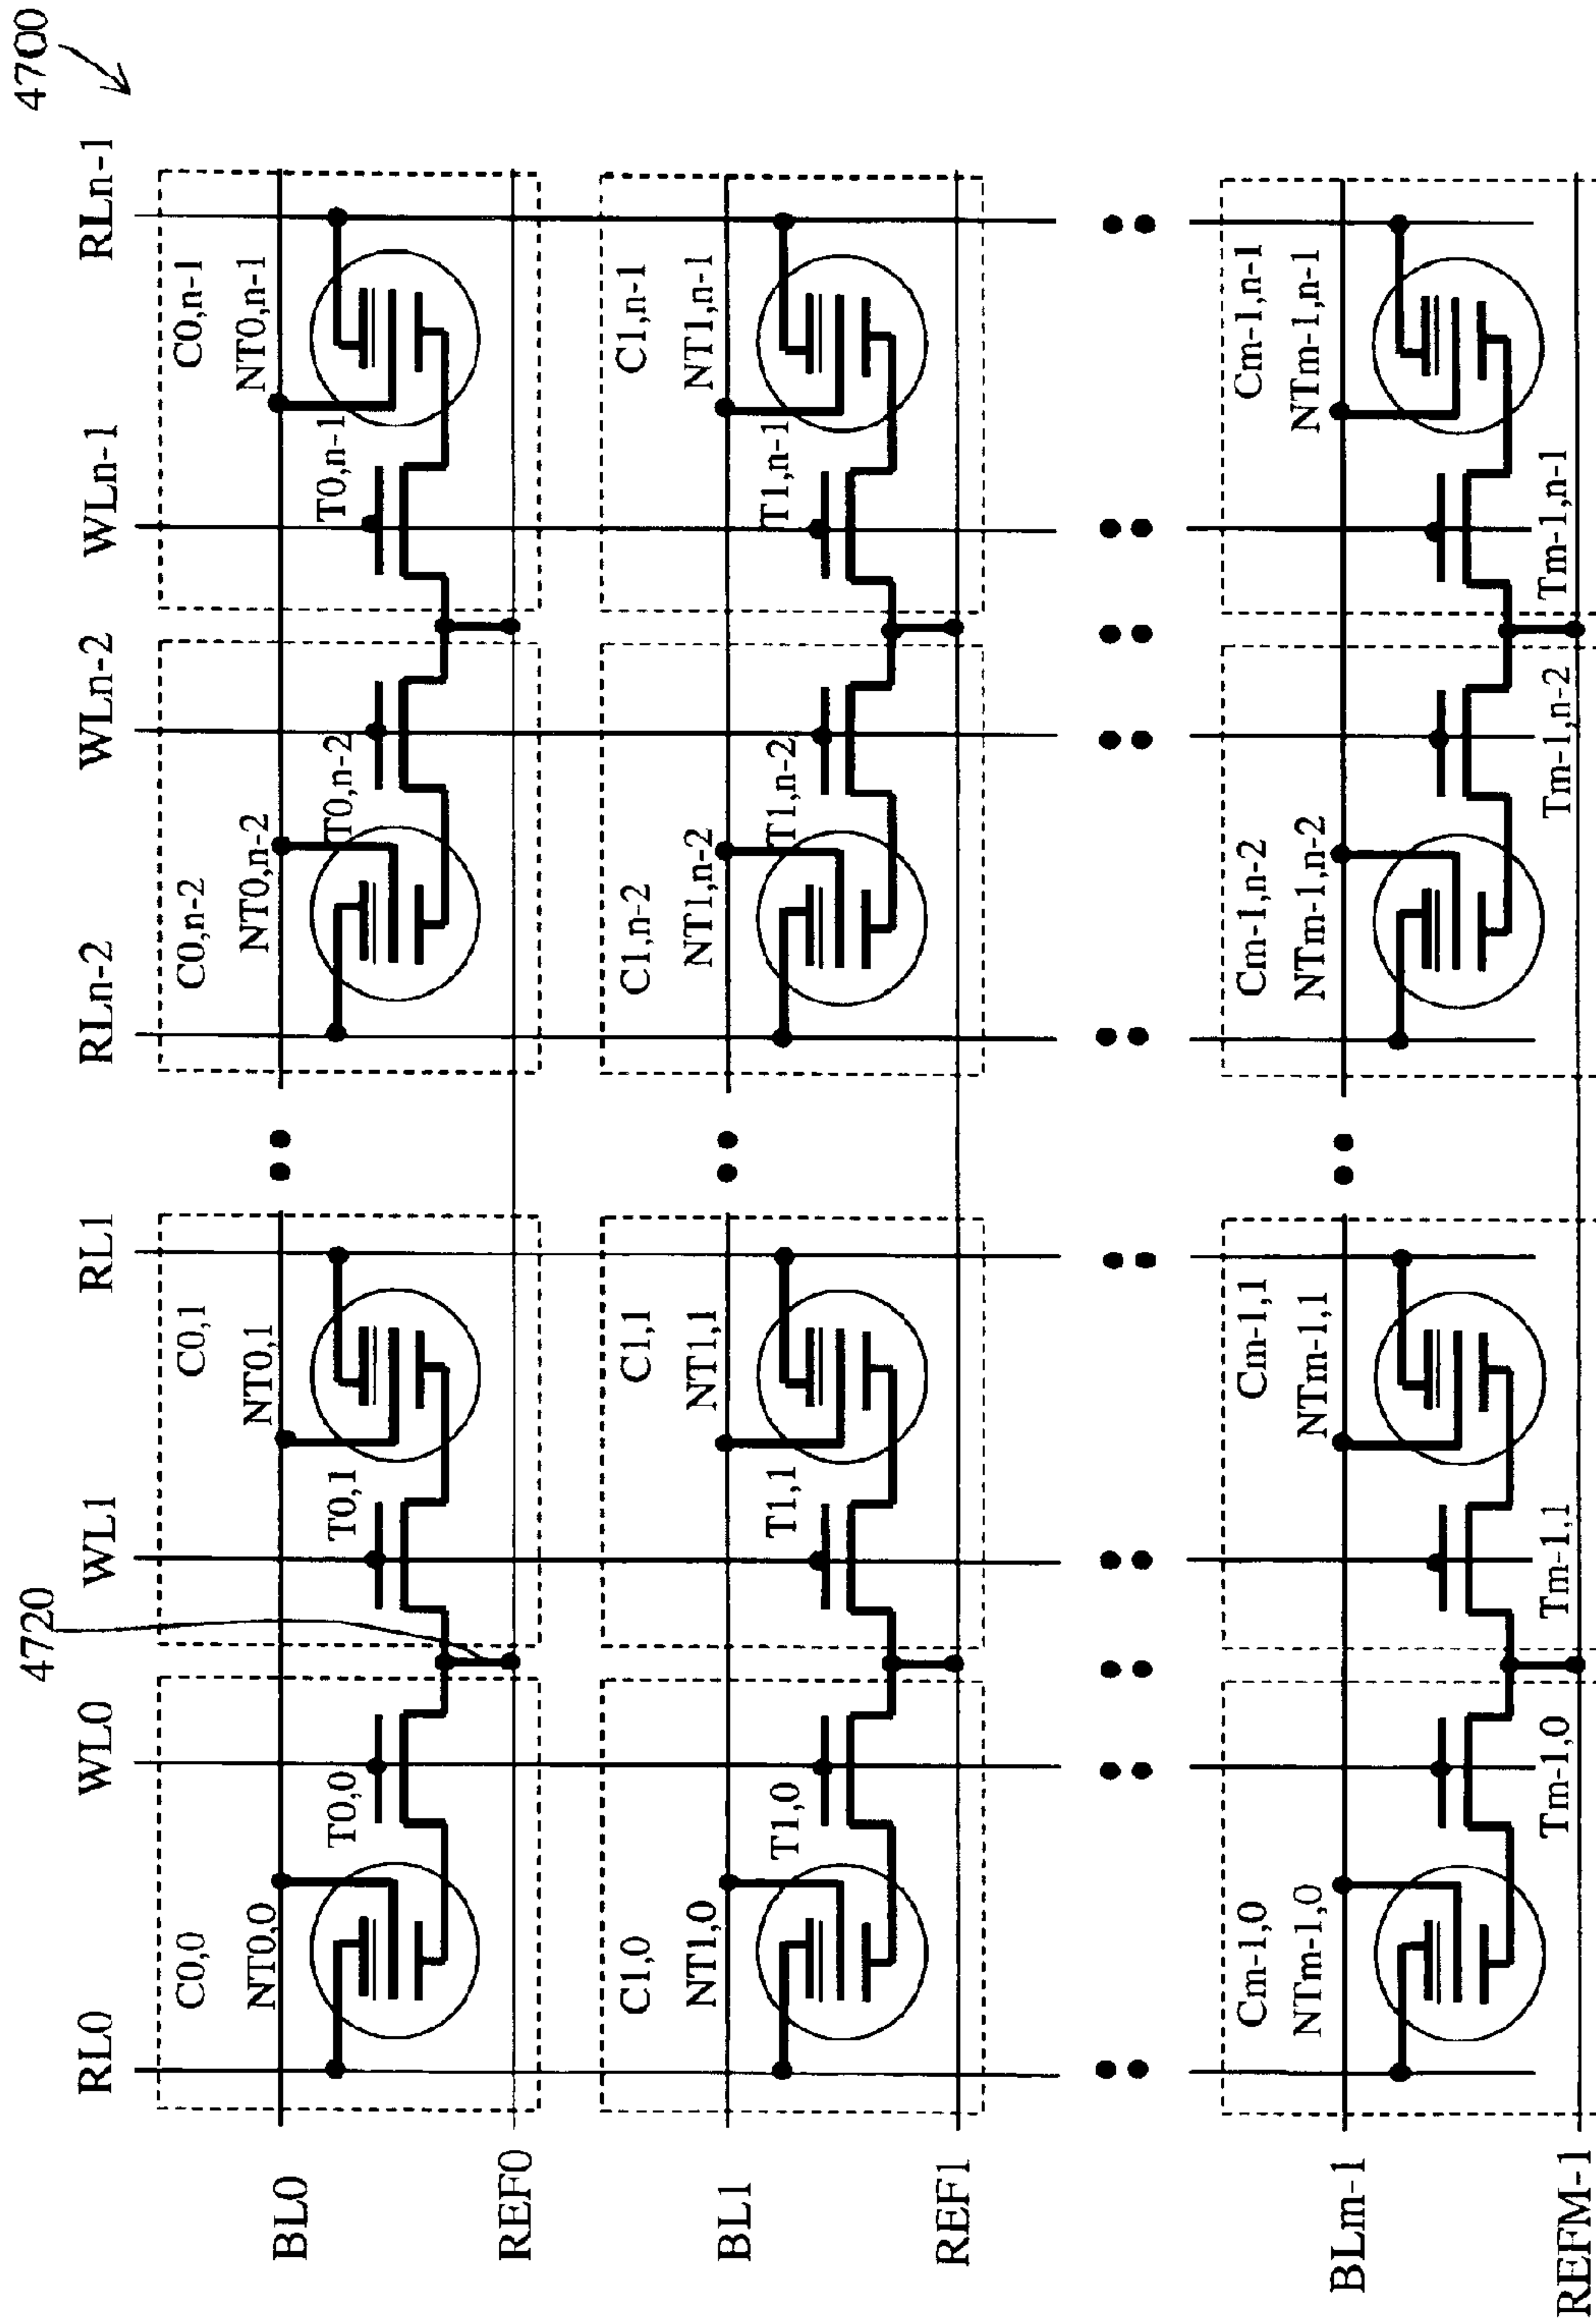 4700
4720
RL0 WL0 WL1 RL1 RLn-2 WLn-2 WLn-1 RLn-1
C0,0 C0,1 C0,n-2 C0,n-1
BL0 NT0,0 NT0,1 NT0,n-2 NT0,n-1
T0,0 T0,1 T0,n-2 T0,n-1
REF0
C1,0 C1,1 C1,n-2 C1,n-1
BL1 NT1,0 NT1,1 NT1,n-2 NT1,n-1
T1,0 T1,1 T1,n-2 T1,n-1
REF1
Cm-1,0 Cm-1,1 Cm-1,n-2 Cm-1,n-1
BLm-1 NTm-1,0 NTm-1,1 NTm-1,n-2 NTm-1,n-1
Tm-1,0 Tm-1,1 Tm-1,n-2 Tm-1,n-1
REFM-1